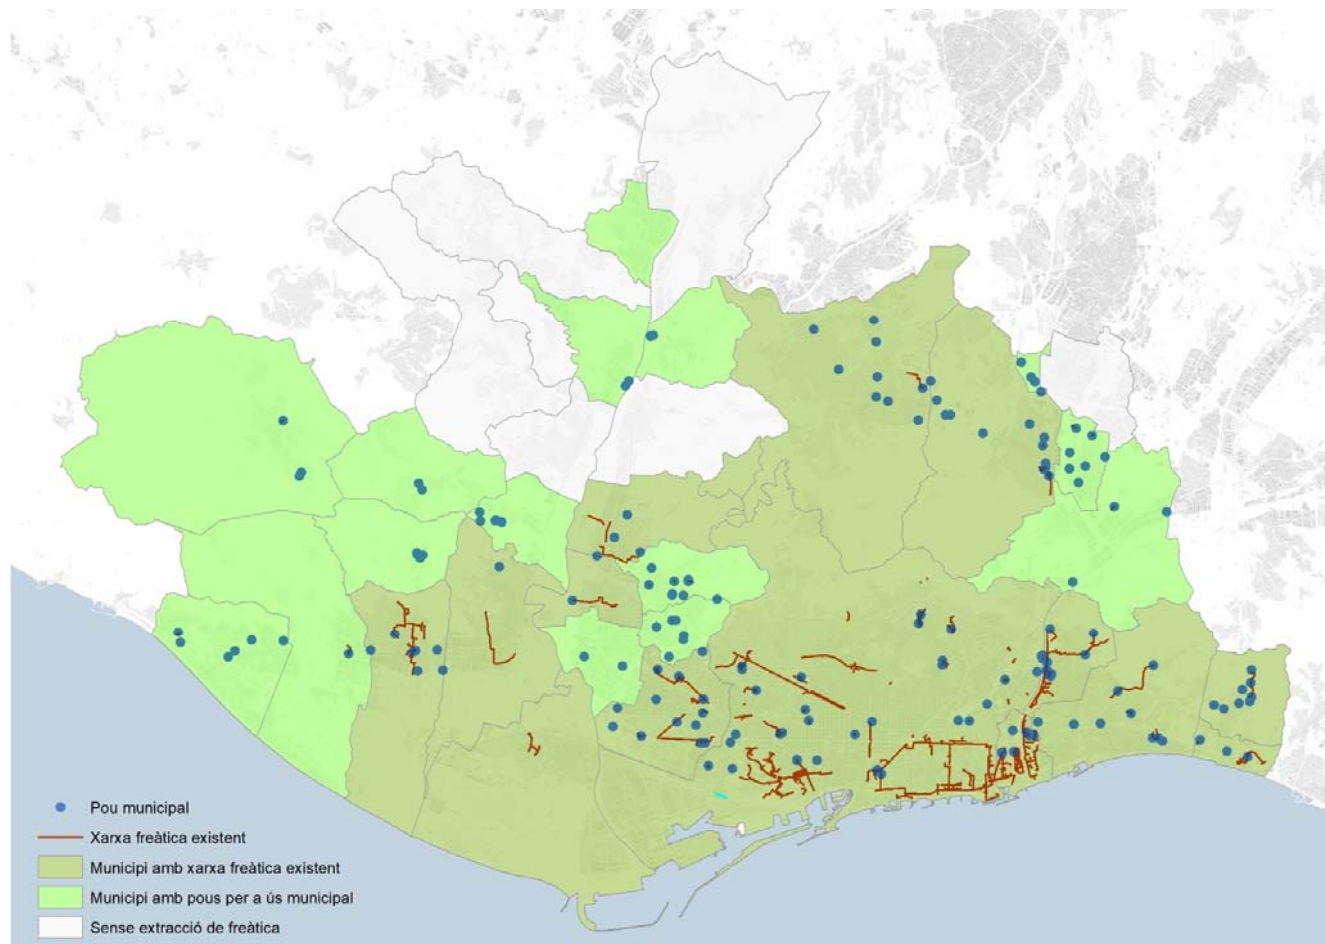 Pou municipal
Xarxa freàtica existent
Municipi amb xarxa freàtica existent
Municipi amb pous per a ús municipal
Sense extracció de freàtica